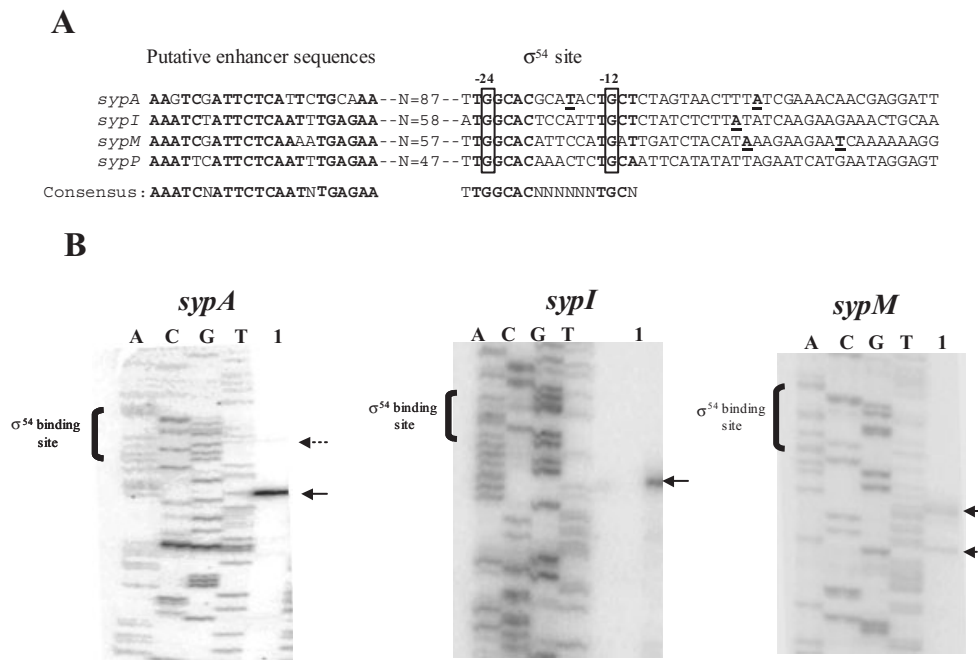 A
Putative enhancer sequences σ54 site
-24 -12
sypA AAGTCGATTCTCATTCTGCAAA--N=87--TTGGCACGCATACTGCTCTAGTAACTTTATCGAAACAACGAGGATT
sypI AAATCTATTCTCAATTTGAGAA--N=58--ATGGCACTCCATTTGCTCTATCTCTTATATCAAGAAGAAACTGCAA
sypM AAATCGATTCTCAAAATGAGAA--N=57--TTGGCACATTCCATGATTGATCTACATAAAGAAGAATCAAAAAAGG
sypP AAATTCATTCTCAATTTGAGAA--N=47--TTGGCACAAACTCTGCAATTCATATATTAGAATCATGAATAGGAGT
Consensus: AAATCNATTCTCAATNTGAGAA TTGGCACNNNNNNTGCN
B
sypA sypI sypM
A C G T 1 A C G T 1 A C G T 1
σ54 binding site
σ54 binding site
σ54 binding site